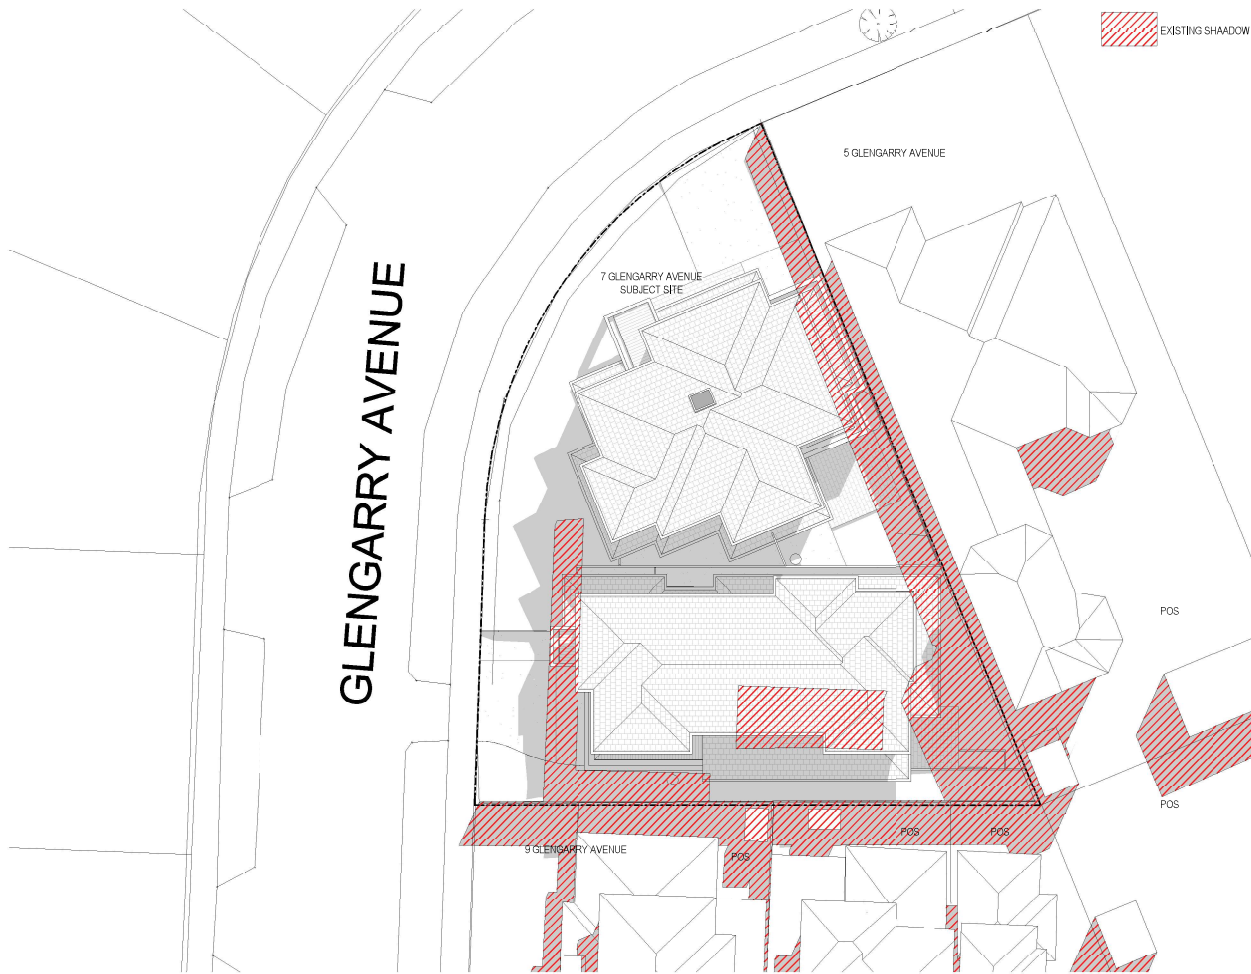 EXISTING SHAADOW
5 GLENGARRY AVENUE
7 GLENGARRY AVENUE
SUBJECT SITE
GLENGARRY AVENUE
POS
POS
POS
POS
9 GLENGARRY AVENUE
POS